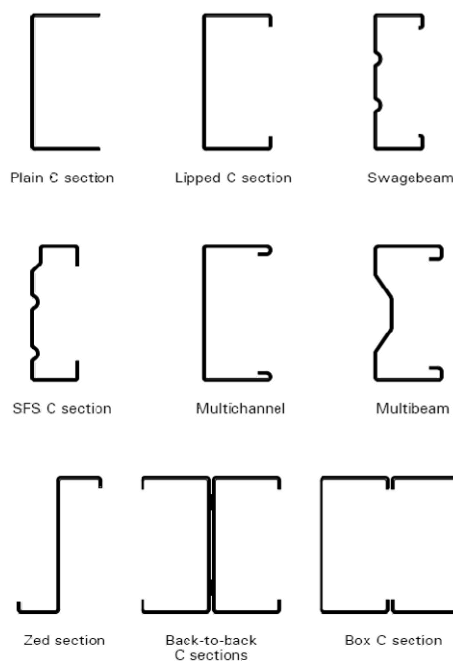 Plain C section
Lipped C section
Swagebeam
SFS C section
Multichannel
Multibeam
Zed section
Back-to-back
C sections
Box C section